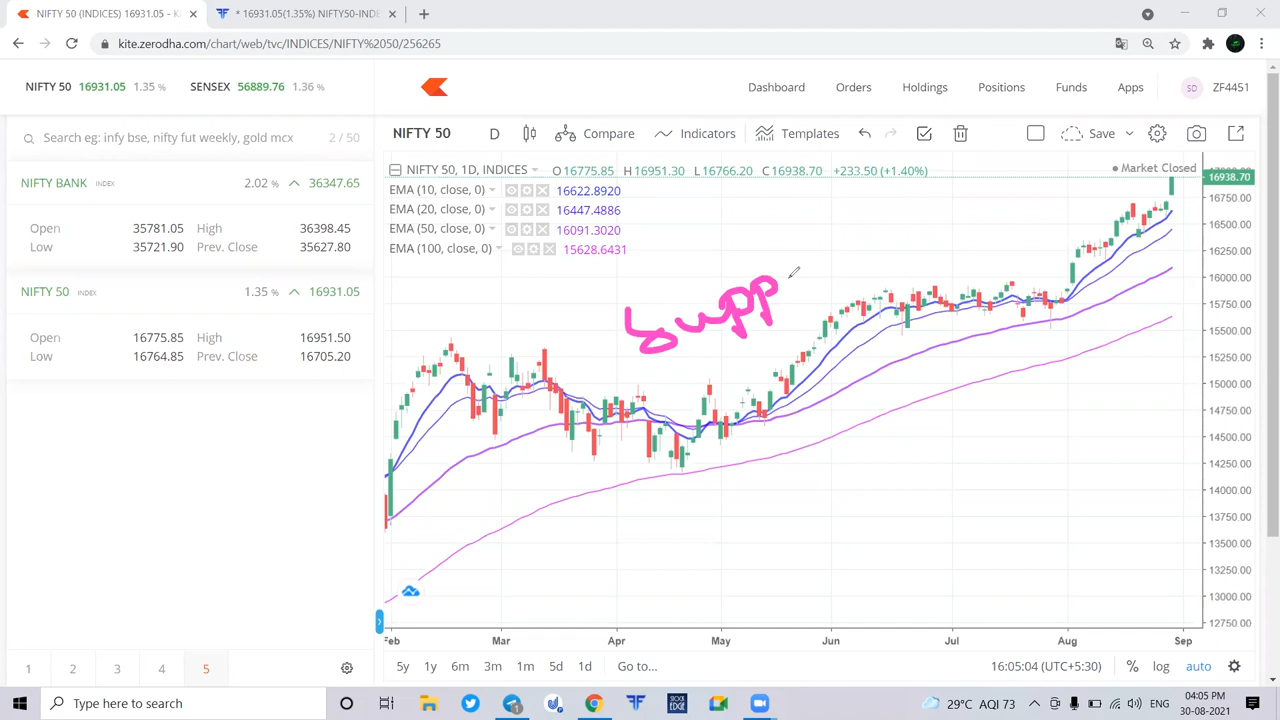 NIFTY 50 (INDICES) 16931.05 - K
* 16931.05(1.35%) NIFTY50-INDE
kite.zerodha.com/chart/web/tvc/INDICES/NIFTY%2050/256265
NIFTY 50 16931.05 1.35 % SENSEX 56889.76 1.36 %
Dashboard Orders Holdings Positions Funds Apps SD ZF4451
Search eg: infy bse, nifty fut weekly, gold mcx 2 / 50
NIFTY 50 D Compare Indicators Templates Save
NIFTY BANK INDEX 2.02 % 36347.65
Open 35781.05 High 36398.45
Low 35721.90 Prev. Close 35627.80
NIFTY 50 INDEX 1.35 % 16931.05
Open 16775.85 High 16951.50
Low 16764.85 Prev. Close 16705.20
NIFTY 50, 1D, INDICES O 16775.85 H 16951.30 L 16766.20 C 16938.70 +233.50 (+1.40%)
Market Closed
EMA (10, close, 0) 16622.8920
EMA (20, close, 0) 16447.4886
EMA (50, close, 0) 16091.3020
EMA (100, close, 0) 15628.6431
supp
16938.70
16750.00
16500.00
16250.00
16000.00
15750.00
15500.00
15250.00
15000.00
14750.00
14500.00
14250.00
14000.00
13750.00
13500.00
13250.00
13000.00
12750.00
Feb Mar Apr May Jun Jul Aug Sep
1 2 3 4 5
5y 1y 6m 3m 1m 5d 1d Go to... 16:05:04 (UTC+5:30) % log auto
Type here to search
29°C AQI 73 ENG
04:05 PM
30-08-2021